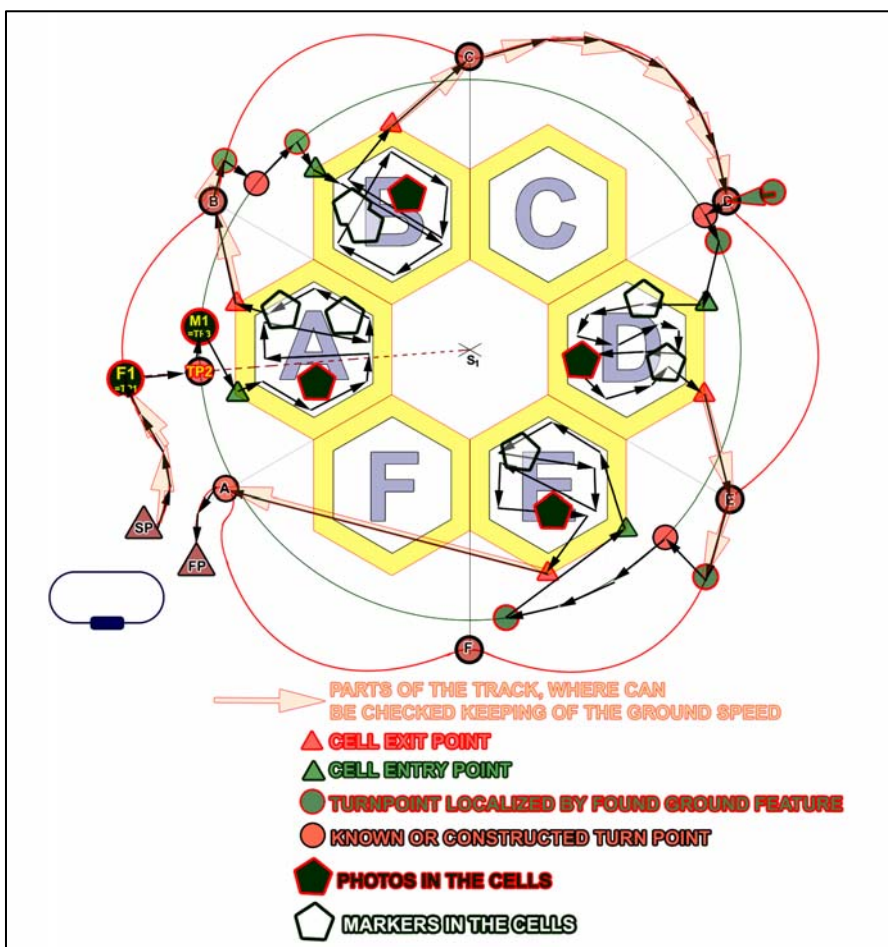 C
B
D
B
C
M1
=TP3
F1
=TP1
TP2
A
S1
D
A
F
E
E
SP
FP
F
PARTS OF THE TRACK, WHERE CAN
BE CHECKED KEEPING OF THE GROUND SPEED
CELL EXIT POINT
CELL ENTRY POINT
TURNPOINT LOCALIZED BY FOUND GROUND FEATURE
KNOWN OR CONSTRUCTED TURN POINT
PHOTOS IN THE CELLS
MARKERS IN THE CELLS